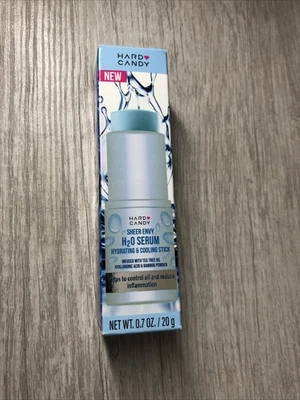 HARD CANDY
NEW
HARD CANDY
SHEER ENVY
H2O SERUM
HYDRATING & COOLING STICK
INFUSED WITH TEA TREE OIL
HYALURONIC ACID & BAMBOO POWDER
ps to control oil and reduce
inflammation
NET WT. 0.7 OZ. / 20 g